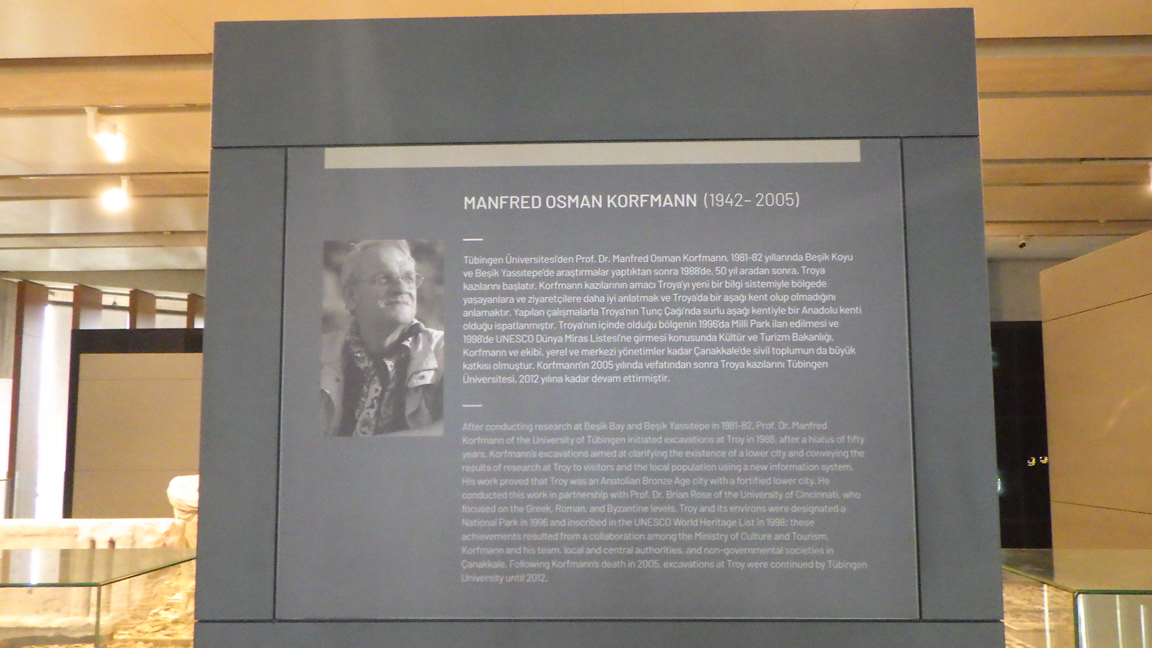 MANFRED OSMAN KORFMANN (1942– 2005)
Tübingen Üniversitesi'den Prof. Dr. Manfred Osman Korfmann, 1981-82 yıllarında Beşik Koyu
ve Beşik Yassıtepe'de araştırmalar yaptıktan sonra 1988'de, 50 yıl aradan sonra, Troya
kazılarını başlatır. Korfmann kazılarının amacı Troya'yı yeni bir bilgi sistemiyle bölgede
yaşayanlara ve ziyaretçilere daha iyi anlatmak ve Troya'da bir aşağı kent olup olmadığını
anlamaktır. Yapılan çalışmalarla Troya'nın Tunç Çağı'nda surlu aşağı kentiyle bir Anadolu kenti
olduğu ispatlanmıştır. Troya'nın içinde olduğu bölgenin 1996'da Milli Park ilan edilmesi ve
1998'de UNESCO Dünya Miras Listesi'ne girmesi konusunda Kültür ve Turizm Bakanlığı,
Korfmann ve ekibi, yerel ve merkezi yönetimler kadar Çanakkale'de sivil toplumun da büyük
katkısı olmuştur. Korfmann'ın 2005 yılında vefatından sonra Troya kazılarını Tübingen
Üniversitesi, 2012 yılına kadar devam ettirmiştir.
After conducting research at Beşik Bay and Beşik Yassıtepe in 1981-82, Prof. Dr. Manfred
Korfmann of the University of Tübingen initiated excavations at Troy in 1988, after a hiatus of fifty
years. Korfmann's excavations aimed at clarifying the existence of a lower city and conveying the
results of research at Troy to visitors and the local population using a new information system.
His work proved that Troy was an Anatolian Bronze Age city with a fortified lower city. He
conducted this work in partnership with Prof. Dr. Brian Rose of the University of Cincinnati, who
focused on the Greek, Roman, and Byzantine levels. Troy and its environs were designated a
National Park in 1996 and inscribed in the UNESCO World Heritage List in 1998; these
achievements resulted from a collaboration among the Ministry of Culture and Tourism,
Korfmann and his team, local and central authorities, and non-governmental societies in
Çanakkale. Following Korfmann's death in 2005, excavations at Troy were continued by Tübingen
University until 2012.